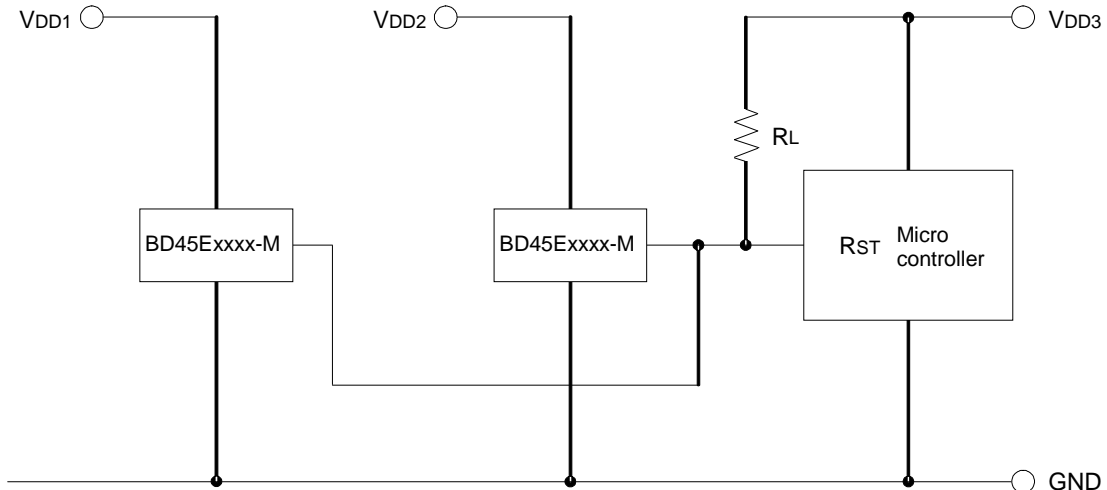 VDD1
VDD2
VDD3
RL
BD45Exxxx-M
BD45Exxxx-M
RST
Micro
controller
GND